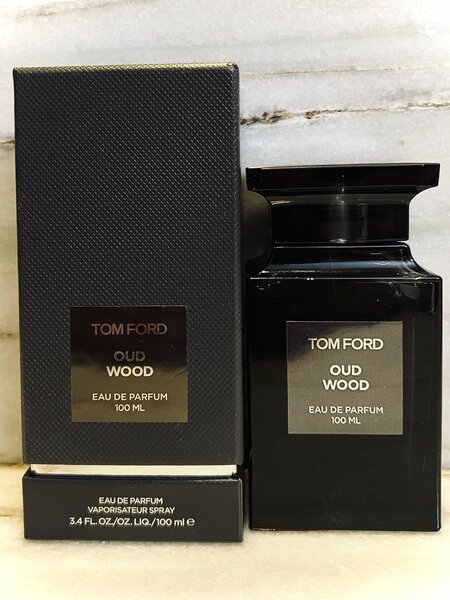 TOM FORD
OUD
WOOD
EAU DE PARFUM
100 ML
EAU DE PARFUM
VAPORISATEUR SPRAY
3.4 FL. OZ./OZ. LIQ./100 ml ℮
TOM FORD
OUD
WOOD
EAU DE PARFUM
100 ML